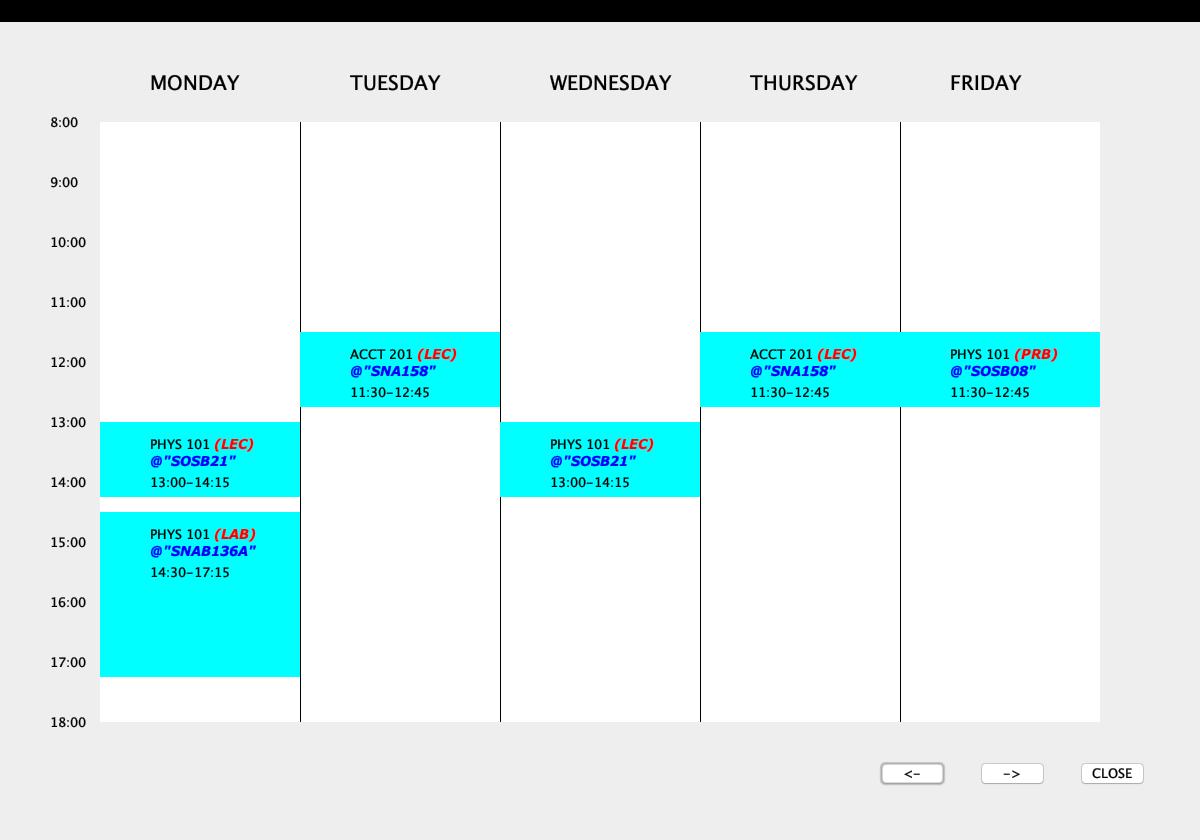 MONDAY TUESDAY WEDNESDAY THURSDAY FRIDAY
8:00
9:00
10:00
11:00
ACCT 201 (LEC)
@"SNA158"
11:30-12:45
ACCT 201 (LEC)
@"SNA158"
11:30-12:45
PHYS 101 (PRB)
@"SOSB08"
11:30-12:45
12:00
13:00
PHYS 101 (LEC)
@"SOSB21"
13:00-14:15
PHYS 101 (LEC)
@"SOSB21"
13:00-14:15
14:00
PHYS 101 (LAB)
@"SNAB136A"
14:30-17:15
15:00
16:00
17:00
18:00
<- -> CLOSE